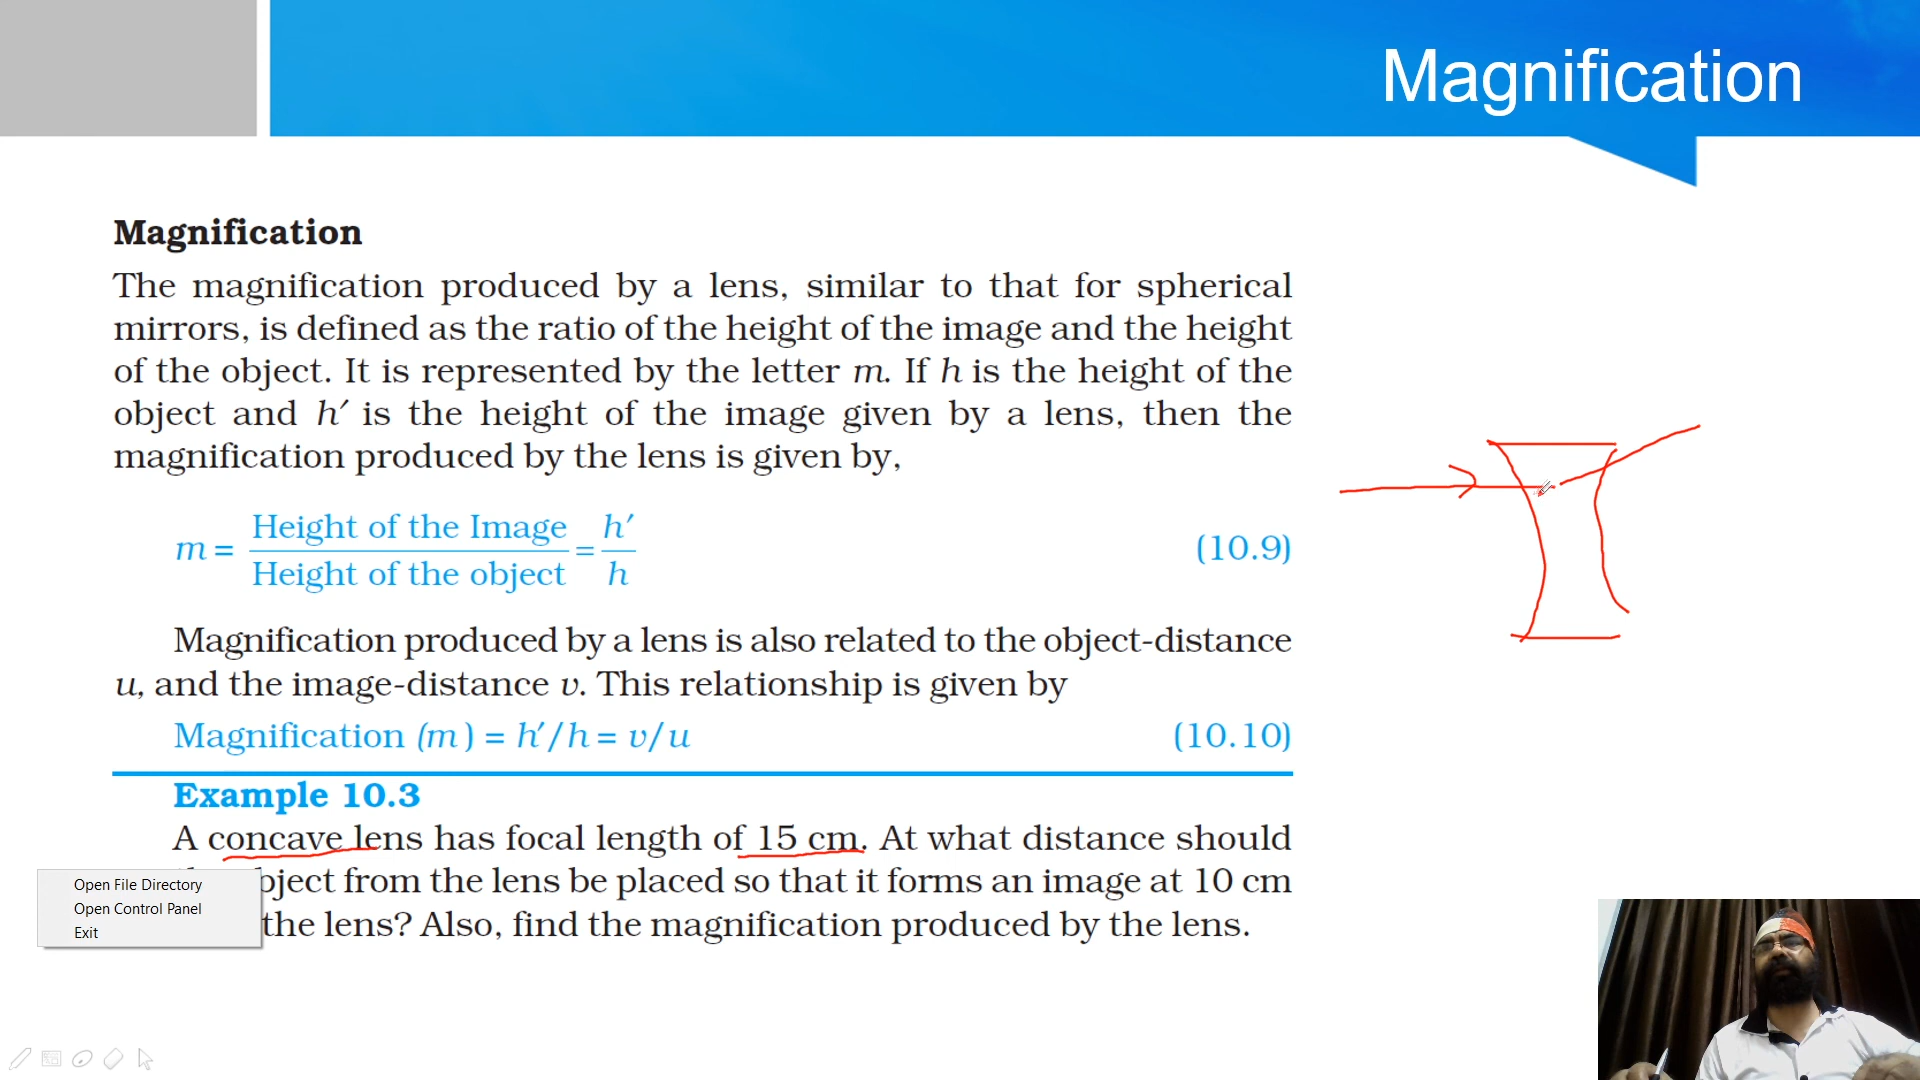 Magnification
Magnification
The magnification produced by a lens, similar to that for spherical
mirrors, is defined as the ratio of the height of the image and the height
of the object. It is represented by the letter m. If h is the height of the
object and h′ is the height of the image given by a lens, then the
magnification produced by the lens is given by,
m = Height of the Image / Height of the object = h′ / h (10.9)
Magnification produced by a lens is also related to the object-distance
u, and the image-distance v. This relationship is given by
Magnification (m) = h′/h = v/u (10.10)
Example 10.3
A concave lens has focal length of 15 cm. At what distance should
bject from the lens be placed so that it forms an image at 10 cm
the lens? Also, find the magnification produced by the lens.
Open File Directory
Open Control Panel
Exit